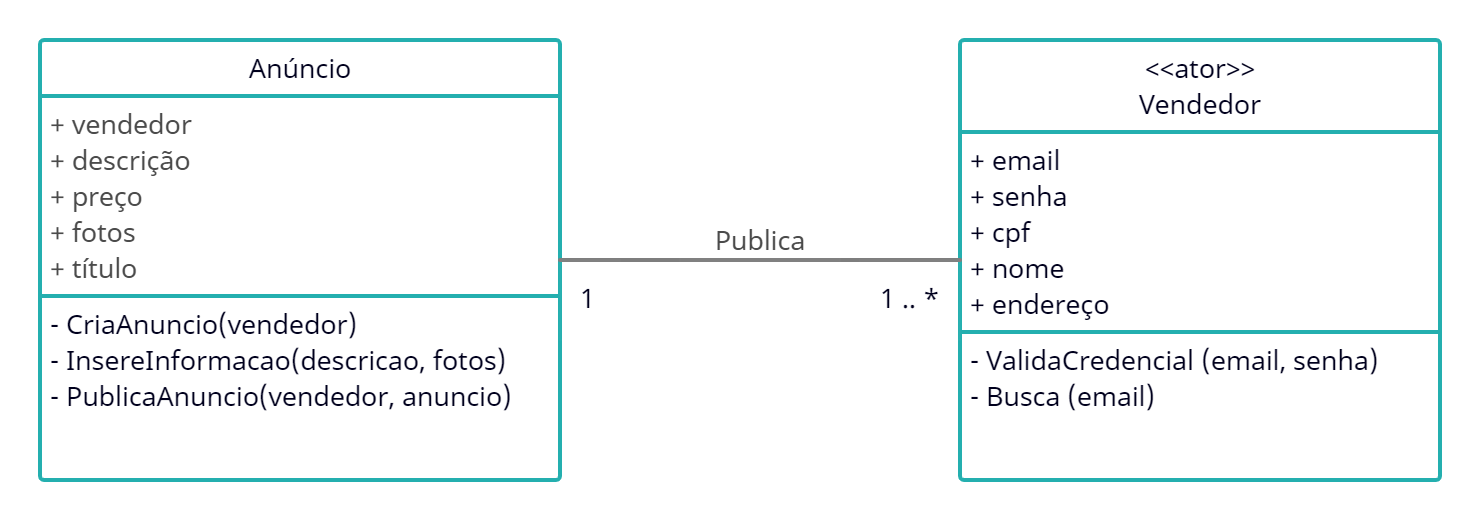 Anúncio
+ vendedor
+ descrição
+ preço
+ fotos
+ título
- CriaAnuncio(vendedor)
- InsereInformacao(descricao, fotos)
- PublicaAnuncio(vendedor, anuncio)
Publica
1
1 .. *
<<ator>>
Vendedor
+ email
+ senha
+ cpf
+ nome
+ endereço
- ValidaCredencial (email, senha)
- Busca (email)